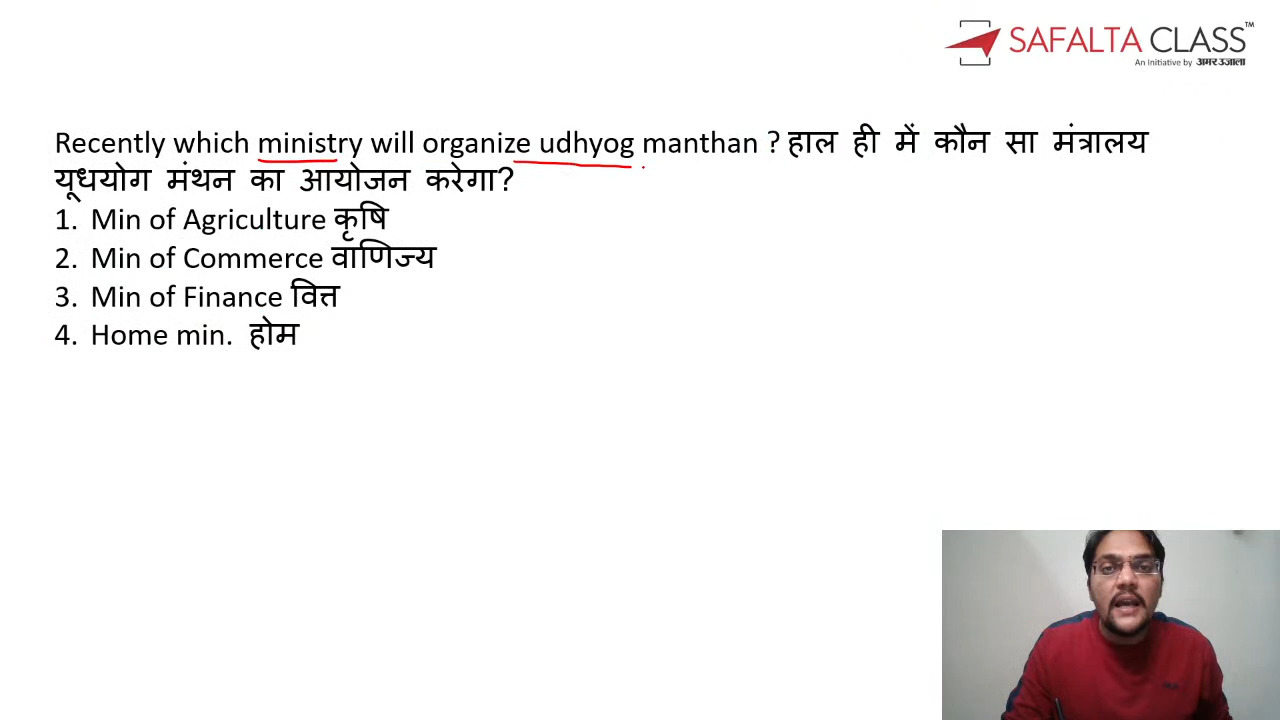 SAFALTA CLASS™
An Initiative by अमर उजाला
Recently which ministry will organize udhyog manthan ? हाल ही में कौन सा मंत्रालय
यूधयोग मंथन का आयोजन करेगा?
1. Min of Agriculture कृषि
2. Min of Commerce वाणिज्य
3. Min of Finance वित्त
4. Home min. होम